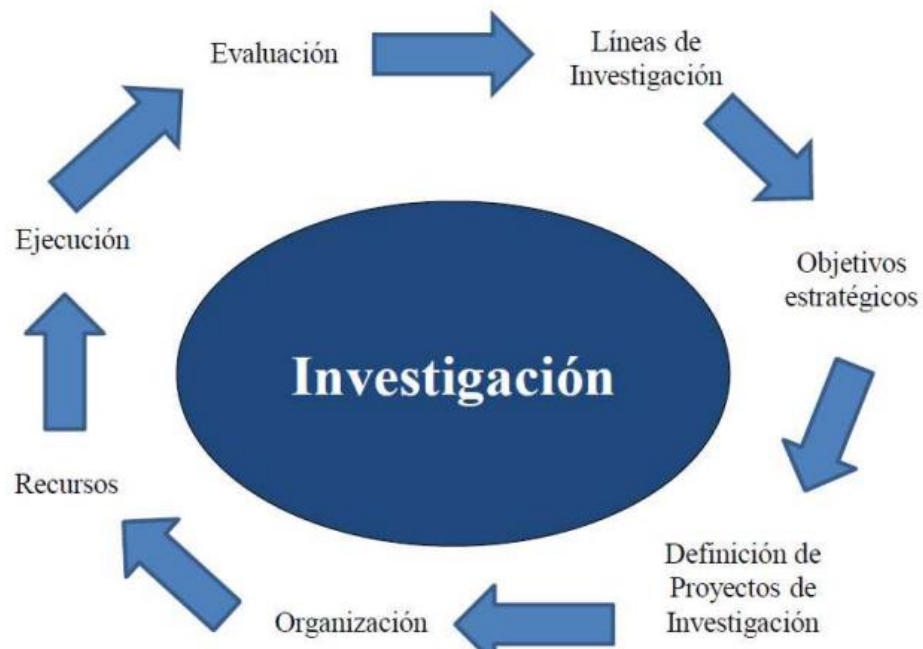 Evaluación
Líneas de
Investigación
Objetivos
estratégicos
Definición de
Proyectos de
Investigación
Organización
Recursos
Ejecución
Investigación